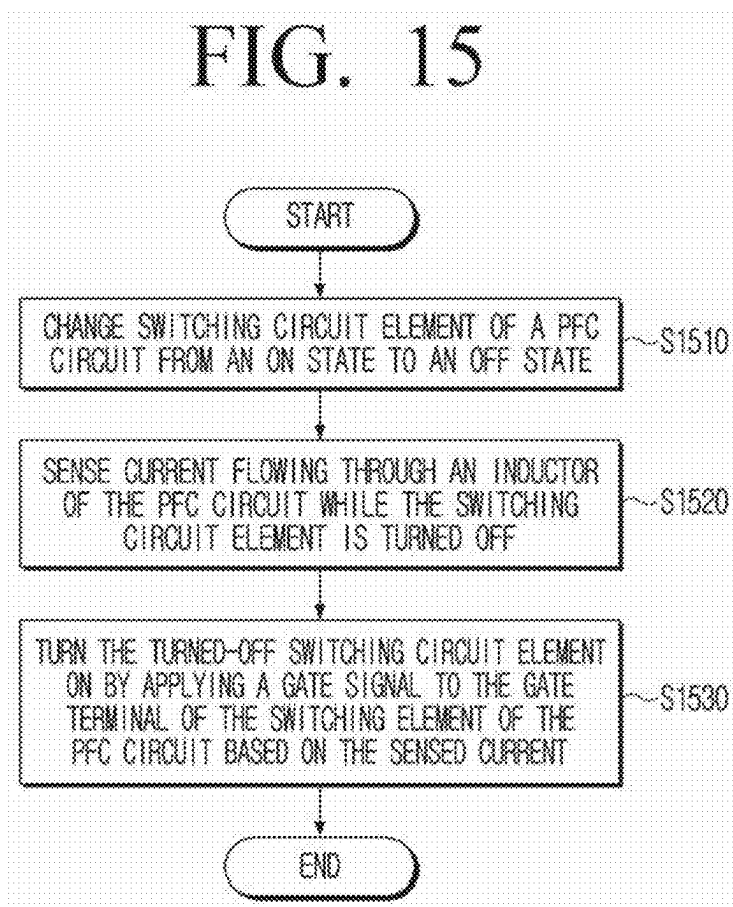 FIG. 15
START
CHANGE SWITCHING CIRCUIT ELEMENT OF A PFC
CIRCUIT FROM AN ON STATE TO AN OFF STATE
S1510
SENSE CURRENT FLOWING THROUGH AN INDUCTOR
OF THE PFC CIRCUIT WHILE THE SWITCHING
CIRCUIT ELEMENT IS TURNED OFF
S1520
TURN THE TURNED-OFF SWITCHING CIRCUIT ELEMENT
ON BY APPLYING A GATE SIGNAL TO THE GATE
TERMINAL OF THE SWITCHING ELEMENT OF THE
PFC CIRCUIT BASED ON THE SENSED CURRENT
S1530
END